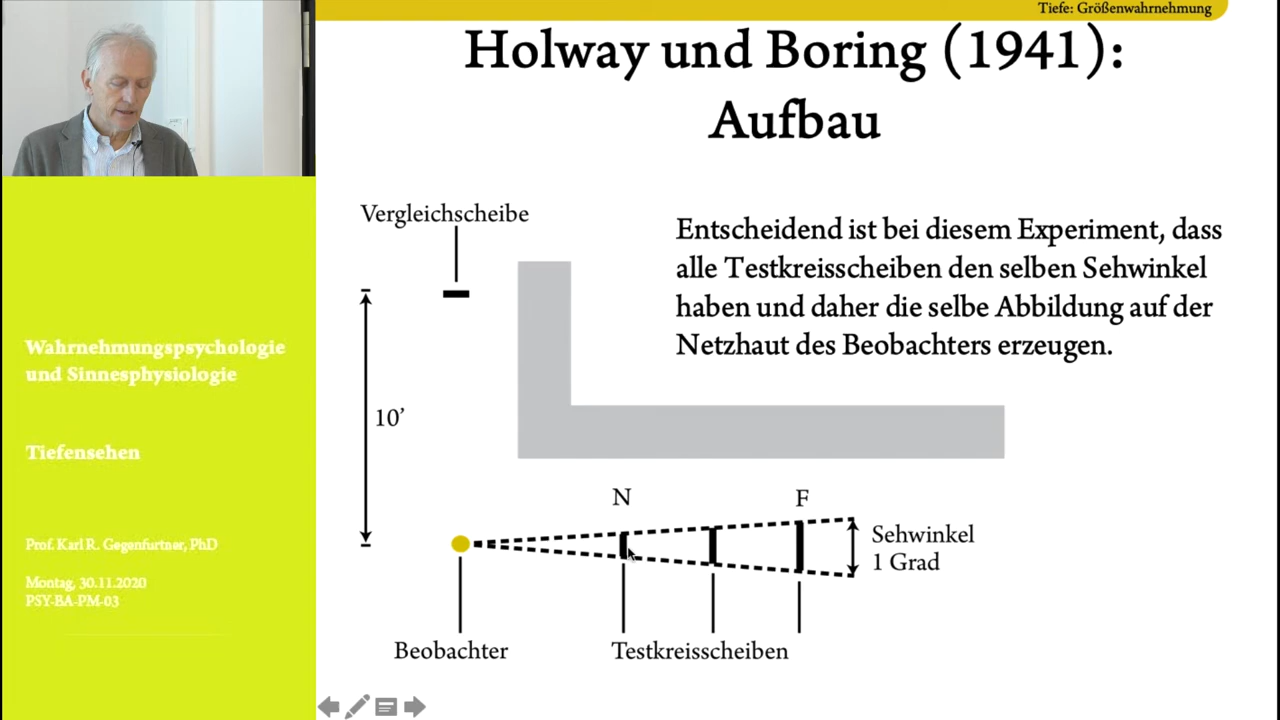 Tiefe: Größenwahrnehmung
Holway und Boring (1941):
Aufbau
Wahrnehmungspsychologie
und Sinnesphysiologie
Tiefensehen
Prof. Karl R. Gegenfurtner, PhD
Montag, 30.11.2020
PSY-BA-PM-03
Vergleichscheibe
Entscheidend ist bei diesem Experiment, dass
alle Testkreisscheiben den selben Sehwinkel
haben und daher die selbe Abbildung auf der
Netzhaut des Beobachters erzeugen.
10’
N
F
Sehwinkel
1 Grad
Beobachter
Testkreisscheiben